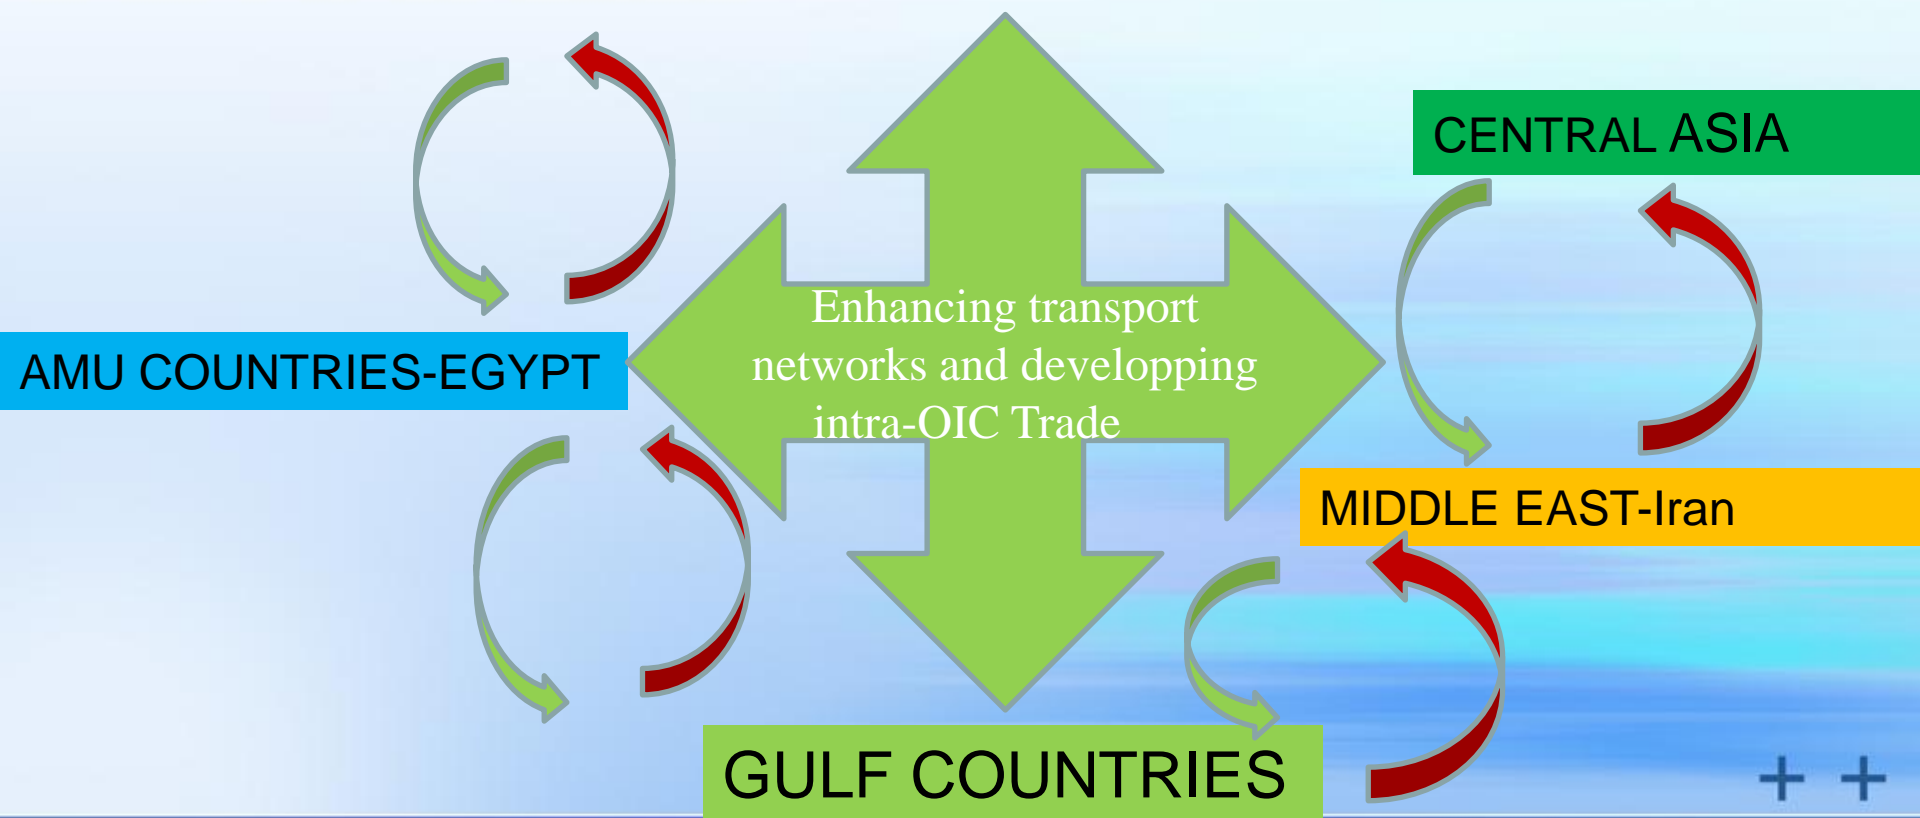 CENTRAL ASIA
Enhancing transport
networks and developping
intra-OIC Trade
AMU COUNTRIES-EGYPT
MIDDLE EAST-Iran
GULF COUNTRIES
+ +